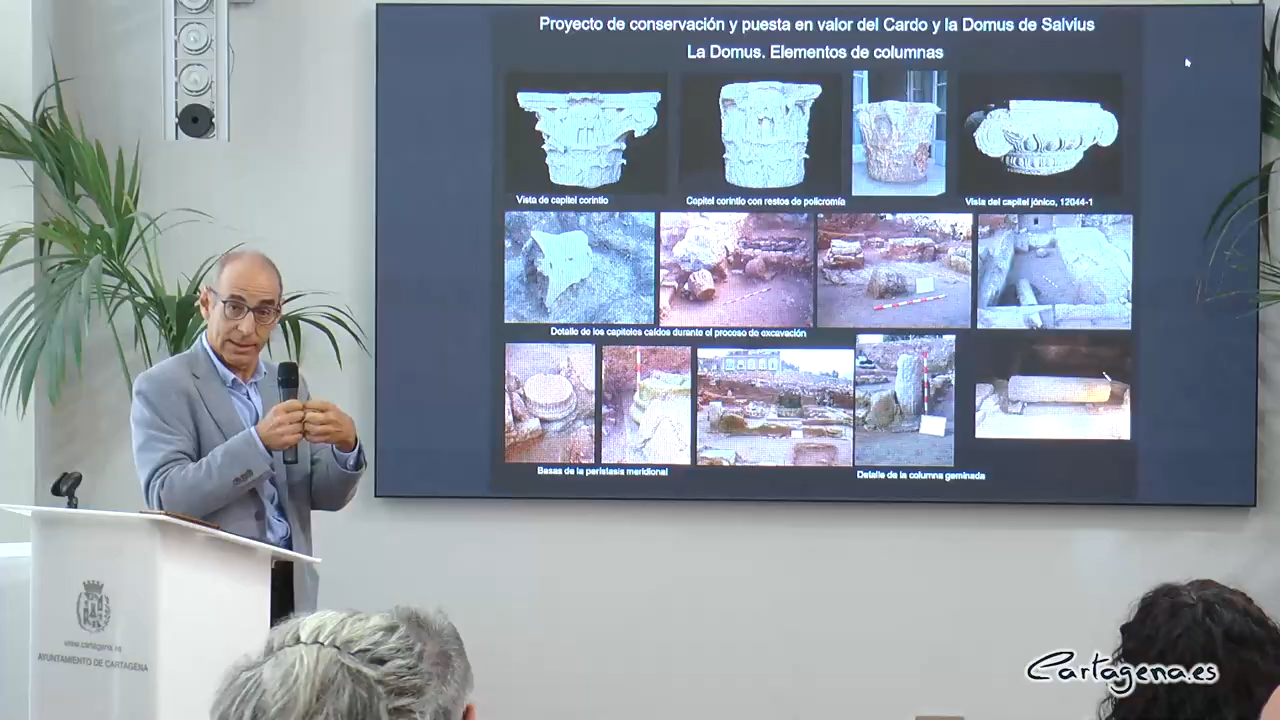 Proyecto de conservación y puesta en valor del Cardo y la Domus de Salvius
La Domus. Elementos de columnas
Vista de capitel corintio
Capitel corintio con restos de policromía
Vista del capitel jónico, 12044-1
Detalle de los capiteles caídos durante el proceso de excavación
Basas de la peristasis meridional
Detalle de la columna geminada
www.cartagena.es
AYUNTAMIENTO DE CARTAGENA
Cartagena.es